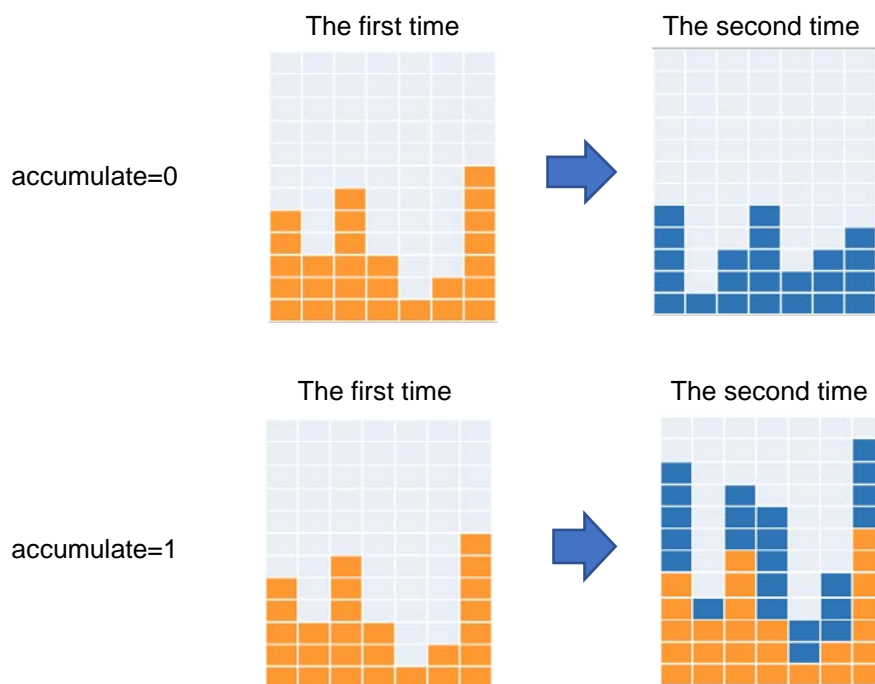 The first time
The second time
accumulate=0
The first time
The second time
accumulate=1